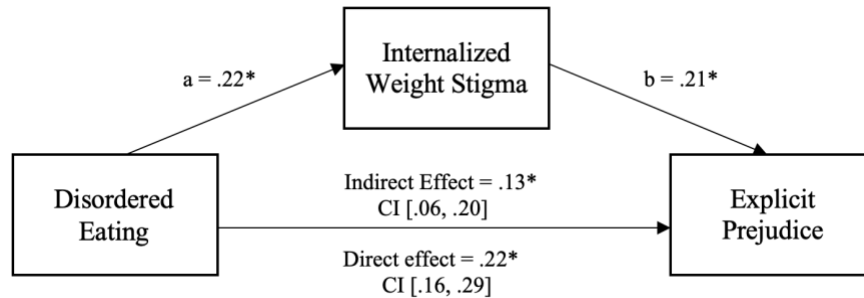 Internalized
Weight Stigma
a = .22*
b = .21*
Disordered
Eating
Indirect Effect = .13*
CI [.06, .20]
Direct effect = .22*
CI [.16, .29]
Explicit
Prejudice